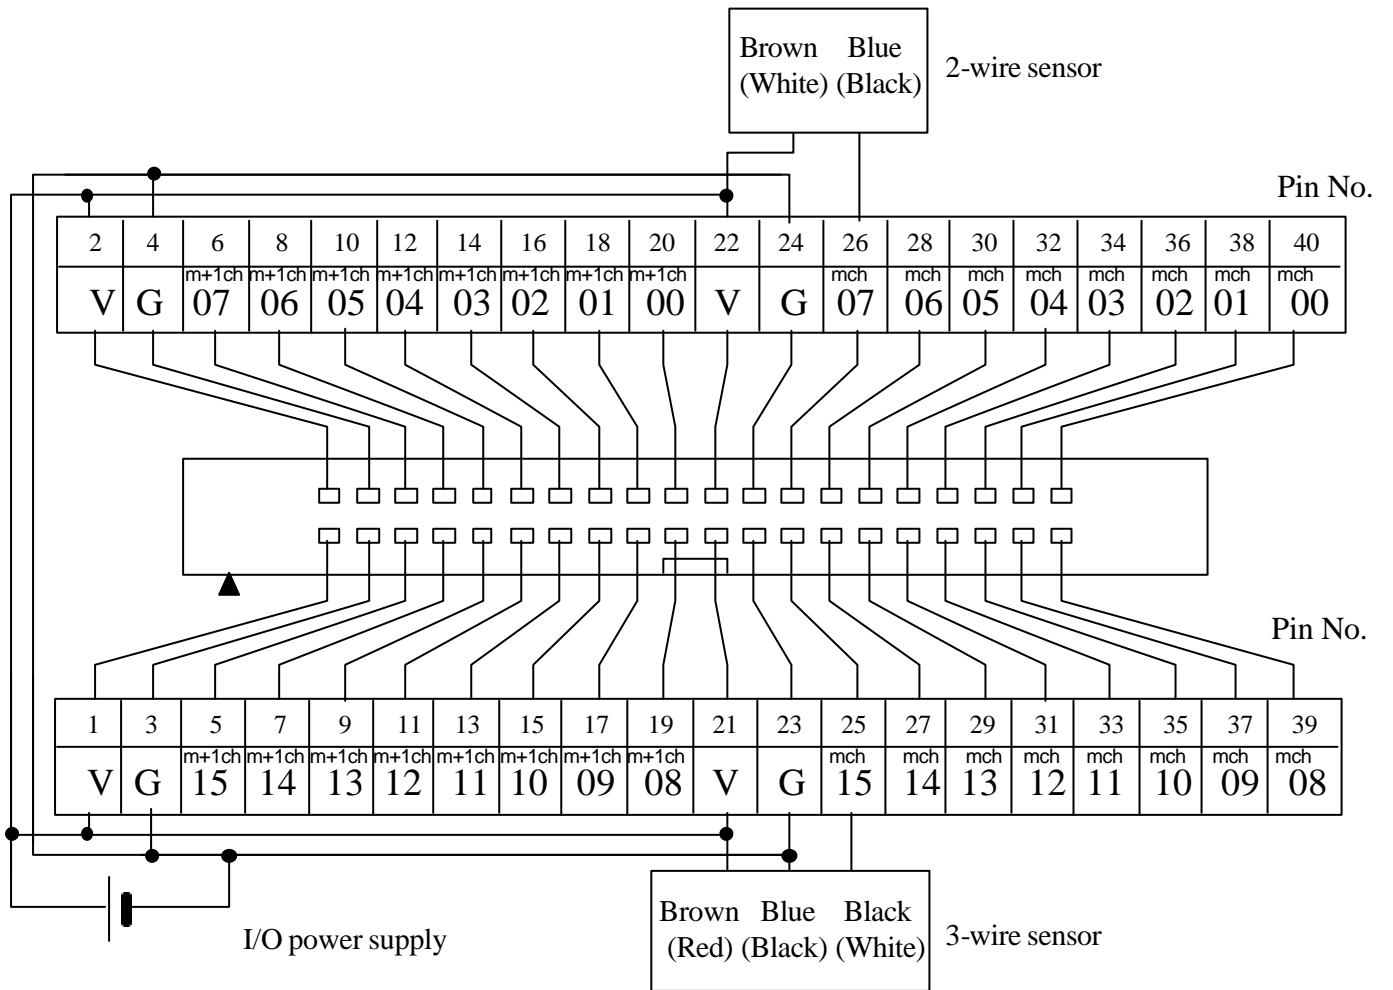 Brown Blue
(White) (Black)
2-wire sensor
Pin No.
2 4 6 8 10 12 14 16 18 20 22 24 26 28 30 32 34 36 38 40
m+1ch m+1ch m+1ch m+1ch m+1ch m+1ch m+1ch m+1ch mch mch mch mch mch mch mch mch
V G 07 06 05 04 03 02 01 00 V G 07 06 05 04 03 02 01 00
Pin No.
1 3 5 7 9 11 13 15 17 19 21 23 25 27 29 31 33 35 37 39
m+1ch m+1ch m+1ch m+1ch m+1ch m+1ch m+1ch m+1ch mch mch mch mch mch mch mch mch
V G 15 14 13 12 11 10 09 08 V G 15 14 13 12 11 10 09 08
I/O power supply
Brown Blue Black
(Red) (Black) (White)
3-wire sensor